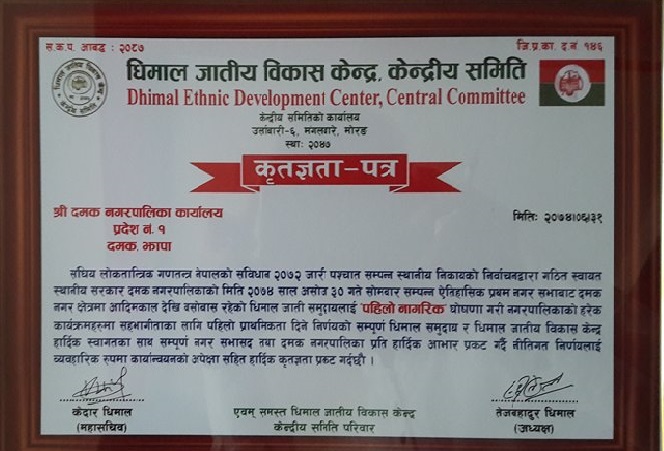 स.क.प. आबद्ध : २०८७
जि.प्र.का. द.नं १४६
धिमाल जातीय विकास केन्द्र, केन्द्रीय समिति
Dhimal Ethnic Development Center, Central Committee
केन्द्रीय समितिको कार्यालय
उर्लाबारी-६, मंगलबारे, मोरङ
स्थाः २०४७
कृतज्ञता-पत्र
श्री दमक नगरपालिका कार्यालय
प्रदेश नं. १
दमक, झापा
मितिः २०७४।०६।३१
संघिय लोकतान्त्रिक गणतन्त्र नेपालको संविधान २०७२ जारी पश्चात सम्पन्न स्थानीय निकायको निर्वाचनद्वारा गठित स्वायत
स्थानीय सरकार दमक नगरपालिकाको मिति २०७४ साल असोज ३० गते सोमवार सम्पन्न ऐतिहासिक प्रथम नगर सभाबाट दमक
नगर क्षेत्रमा आदिमकाल देखि बसोबास रहेको धिमाल जाती समुदायलाई 'पहिलो नागरिक' घोषणा गरी नगरपालिकाको हरेक
कार्यक्रमहरुमा सहभागीताका लागि पहिलो प्राथमिकता दिने निर्णयको सम्पूर्ण धिमाल समुदाय र धिमाल जातीय विकास केन्द्र
हार्दिक स्वागतका साथ सम्पूर्ण नगर सभासद तथा दमक नगरपालिका प्रति हार्दिक आभार प्रकट गर्दै नीतिगत निर्णयलाई
व्यवहारिक रुपमा कार्यान्वयनको अपेक्षा सहित हार्दिक कृतज्ञता प्रकट गर्दछौं ।
केदार धिमाल
(महासचिव)
एवम् समस्त धिमाल जातीय विकास केन्द्र
केन्द्रीय समिति परिवार
तेजबहादुर धिमाल
(अध्यक्ष)